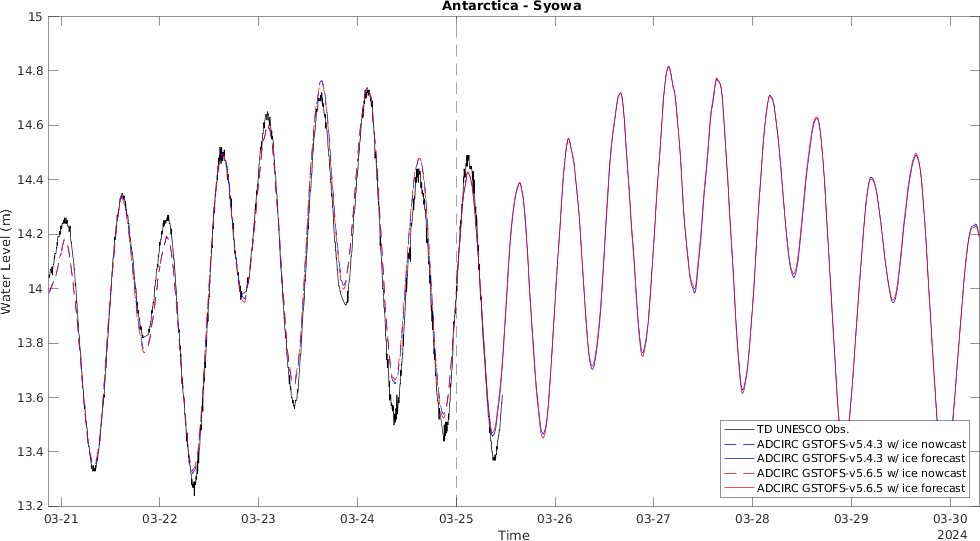 Antarctica - Syowa
15
14.8
14.6
14.4
14.2
14
13.8
13.6
13.4
13.2
Water Level (m)
03-21 03-22 03-23 03-24 03-25 03-26 03-27 03-28 03-29 03-30
Time
2024
TD UNESCO Obs.
ADCIRC GSTOFS-v5.4.3 w/ ice nowcast
ADCIRC GSTOFS-v5.4.3 w/ ice forecast
ADCIRC GSTOFS-v5.6.5 w/ ice nowcast
ADCIRC GSTOFS-v5.6.5 w/ ice forecast